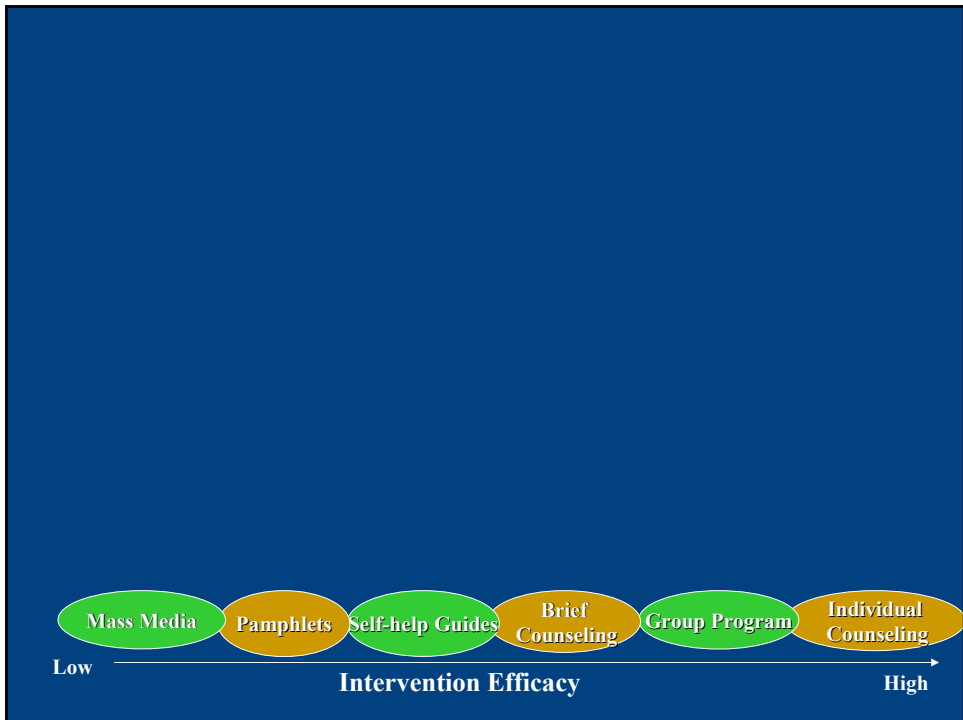 Mass Media
Pamphlets
Self-help Guides
Brief
Counseling
Group Program
Individual
Counseling
Low
Intervention Efficacy
High